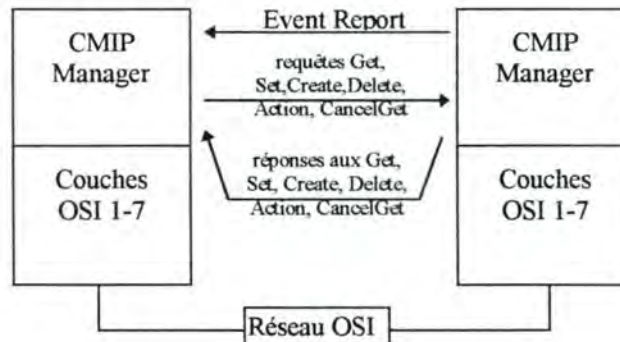 CMIP
Manager
Couches
OSI 1-7
Event Report
requêtes Get,
Set,Create,Delete,
Action, CancelGet
réponses aux Get,
Set, Create, Delete,
Action, CancelGet
CMIP
Manager
Couches
OSI 1-7
Réseau OSI